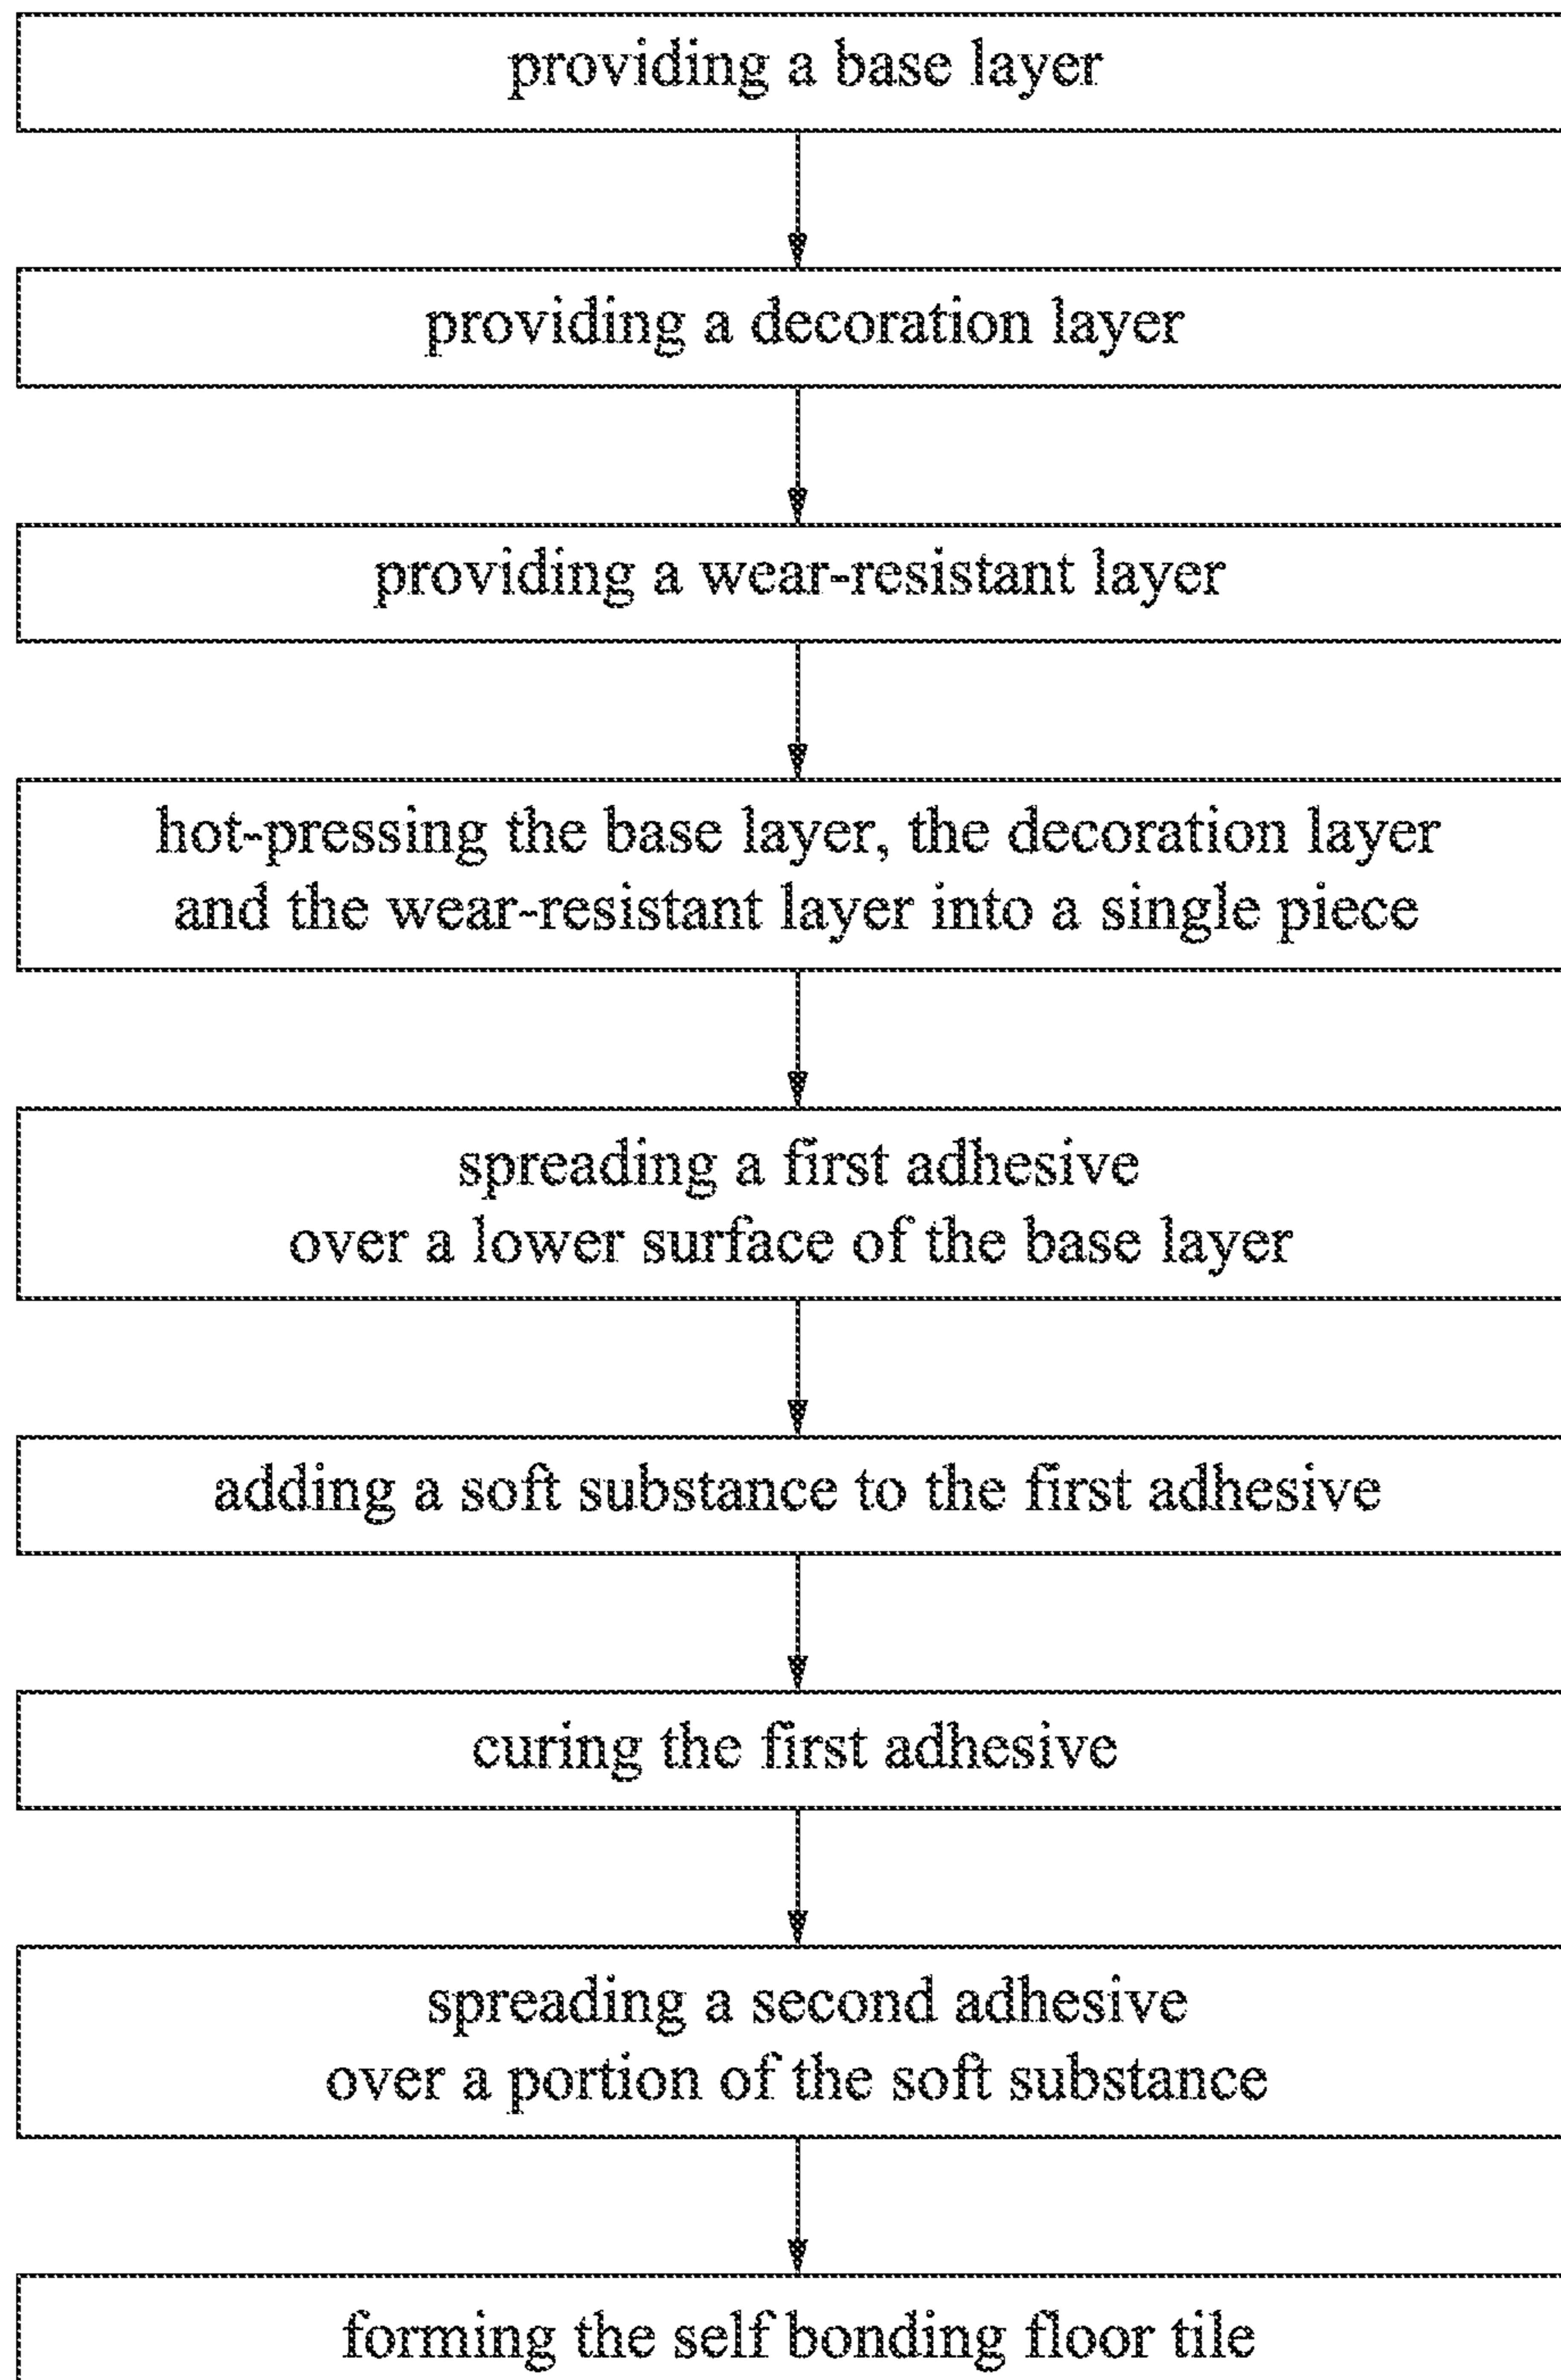 providing a base layer
providing a decoration layer
providing a wear-resistant layer
hot-pressing the base layer, the decoration layer
and the wear-resistant layer into a single piece
spreading a first adhesive
over a lower surface of the base layer
adding a soft substance to the first adhesive
curing the first adhesive
spreading a second adhesive
over a portion of the soft substance
forming the self bonding floor tile